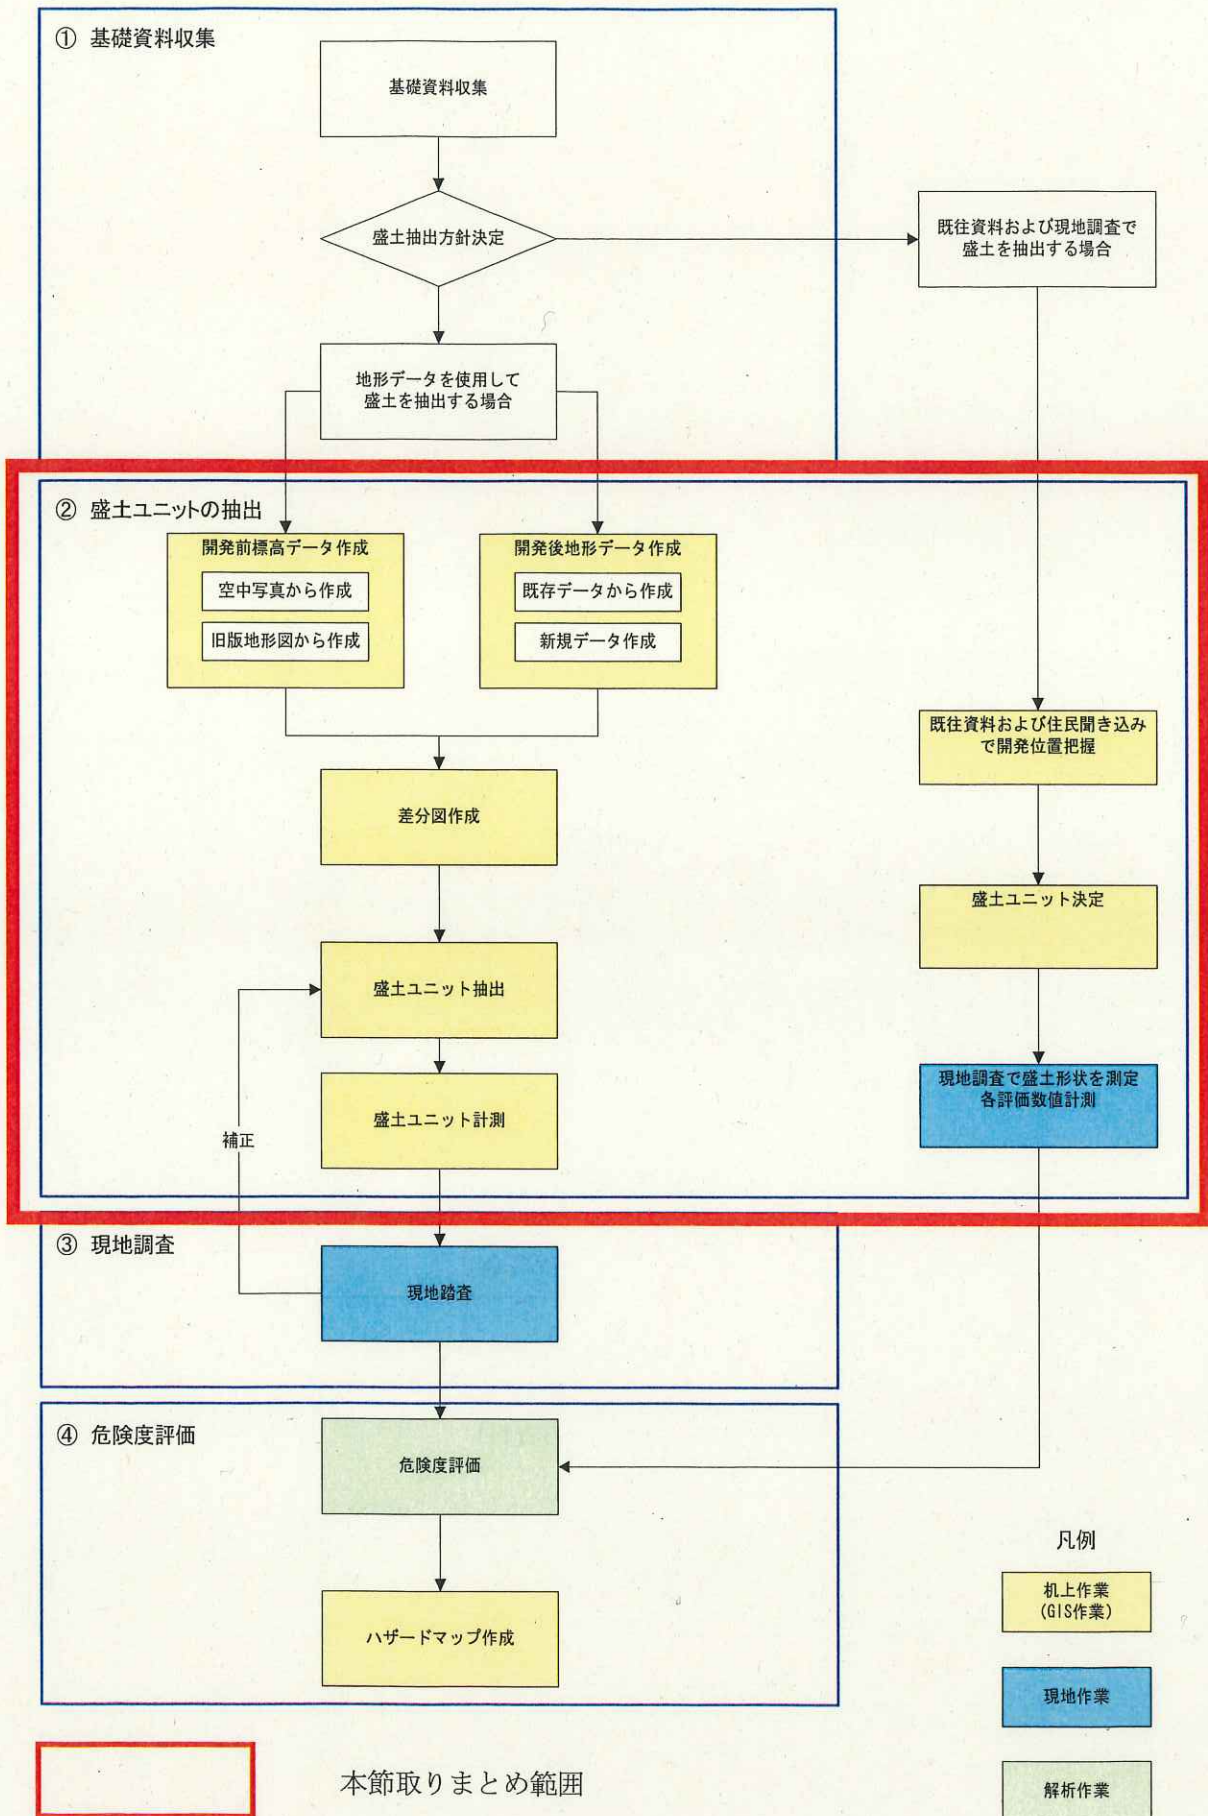 ① 基礎資料収集
基礎資料収集
盛土抽出方針決定
既往資料および現地調査で
盛土を抽出する場合
地形データを使用して
盛土を抽出する場合
② 盛土ユニットの抽出
開発前標高データ作成
空中写真から作成
旧版地形図から作成
開発後地形データ作成
既存データから作成
新規データ作成
既往資料および住民聞き込み
で開発位置把握
差分図作成
盛土ユニット決定
盛土ユニット抽出
現地調査で盛土形状を測定
各評価数値計測
盛土ユニット計測
補正
③ 現地調査
現地踏査
④ 危険度評価
危険度評価
ハザードマップ作成
凡例
机上作業
(GIS作業)
現地作業
解析作業
本節取りまとめ範囲